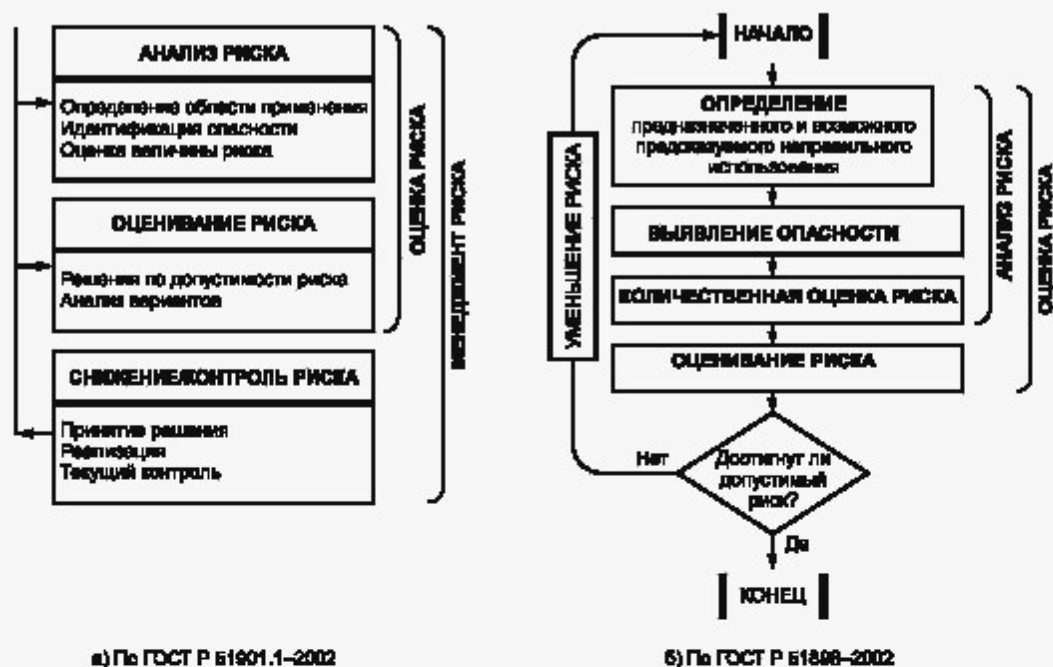 АНАЛИЗ РИСКА
Определение области применения
Идентификация опасности
Оценка величены риска
ОЦЕНИВАНИЕ РИСКА
Решения по допустимости риска
Анализ вариантов
СНИЖЕНИЕ/КОНТРОЛЬ РИСКА
Принятие решения
Реализация
Текущий контроль
ОЦЕНКА РИСКА
МЕНЕДЖМЕНТ РИСКА
а) По ГОСТ Р 51901.1–2002
НАЧАЛО
ОПРЕДЕЛЕНИЕ
предназначенного и возможного
предсказуемого направильного
использования
ВЫЯВЛЕНИЕ ОПАСНОСТИ
КОЛИЧЕСТВЕННАЯ ОЦЕНКА РИСКА
ОЦЕНИВАНИЕ РИСКА
УМЕНЬШЕНИЕ РИСКА
АНАЛИЗ РИСКА
ОЦЕНКА РИСКА
Нет
Достигнут ли
допустимый
риск?
Да
КОНЕЦ
б) По ГОСТ Р 51898–2002